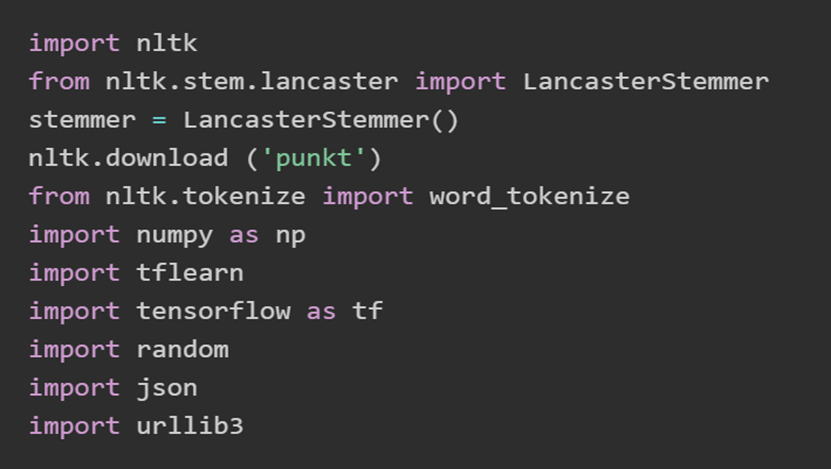 import nltk
from nltk.stem.lancaster import LancasterStemmer
stemmer = LancasterStemmer()
nltk.download ('punkt')
from nltk.tokenize import word_tokenize
import numpy as np
import tflearn
import tensorflow as tf
import random
import json
import urllib3